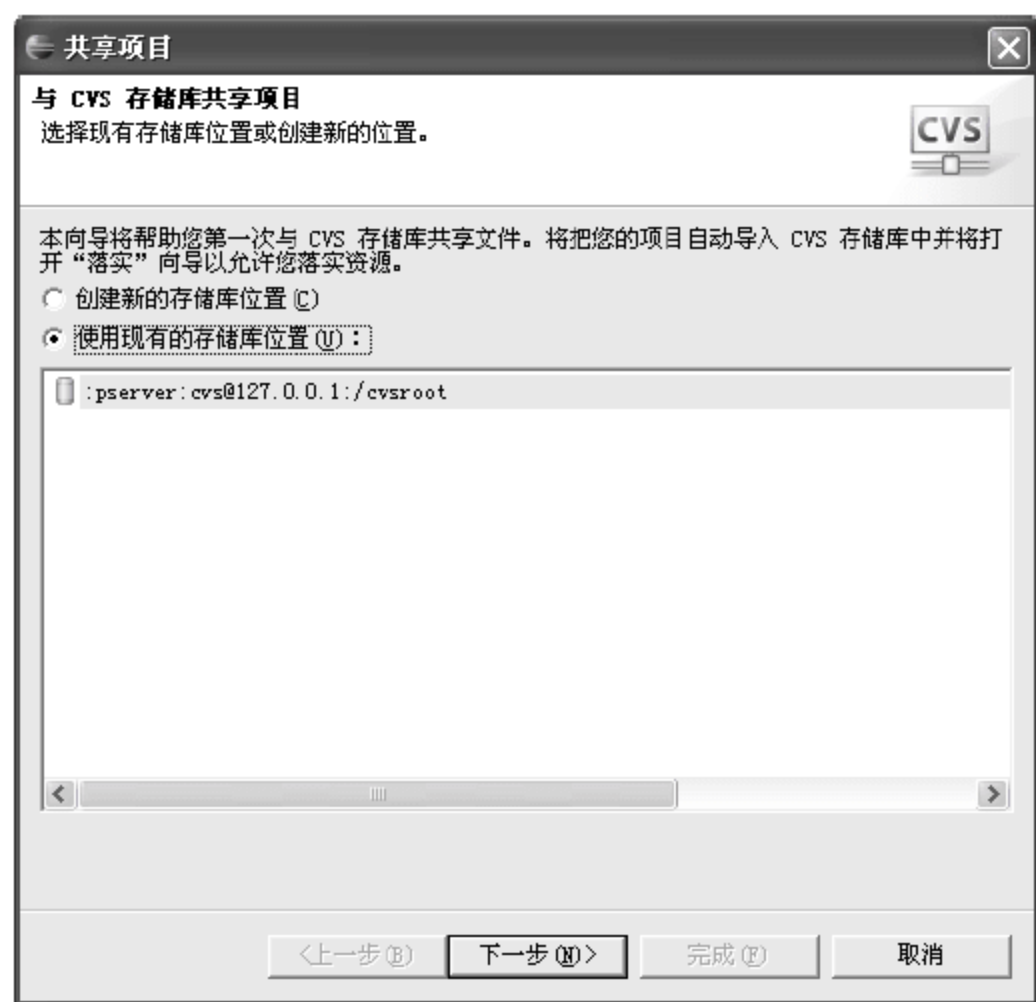 共享项目
与 CVS 存储库共享项目
选择现有存储库位置或创建新的位置。
CVS
本向导将帮助您第一次与 CVS 存储库共享文件。将把您的项目自动导入 CVS 存储库中并将打
开“落实”向导以允许您落实资源。
创建新的存储库位置(C)
使用现有的存储库位置(U)：
:pserver:cvs@127.0.0.1:/cvsroot
<上一步(B) 下一步(N)> 完成(F) 取消